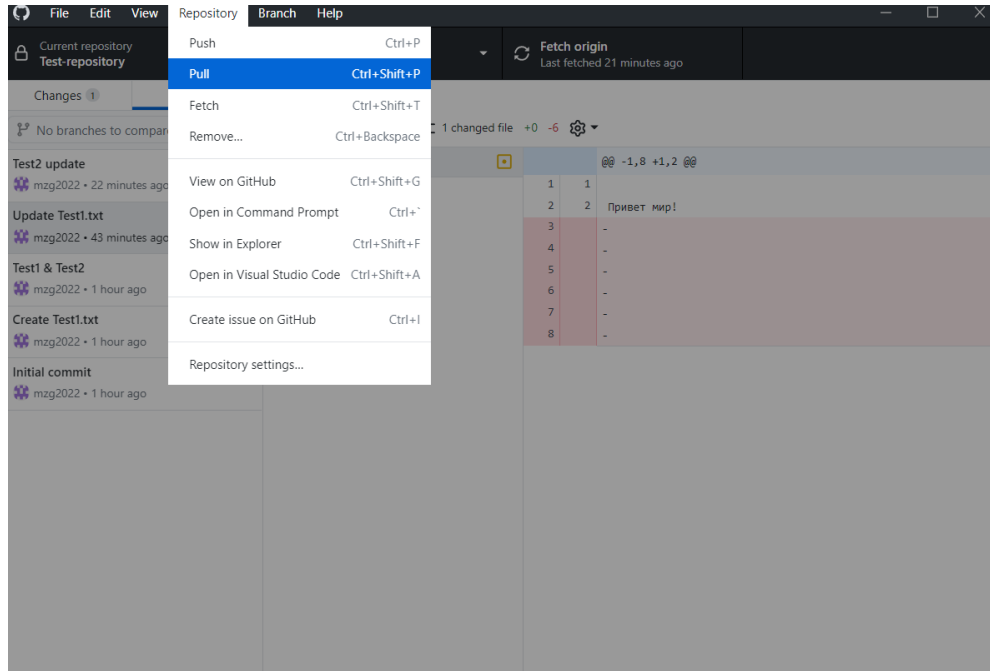 File Edit View Repository Branch Help
Current repository
Test-repository
Fetch origin
Last fetched 21 minutes ago
Push Ctrl+P
Pull Ctrl+Shift+P
Fetch Ctrl+Shift+T
Remove... Ctrl+Backspace
View on GitHub Ctrl+Shift+G
Open in Command Prompt Ctrl+`
Show in Explorer Ctrl+Shift+F
Open in Visual Studio Code Ctrl+Shift+A
Create issue on GitHub Ctrl+I
Repository settings...
Changes 1
No branches to compar
Test2 update
mzg2022 • 22 minutes ago
Update Test1.txt
mzg2022 • 43 minutes ago
Test1 & Test2
mzg2022 • 1 hour ago
Create Test1.txt
mzg2022 • 1 hour ago
Initial commit
mzg2022 • 1 hour ago
1 changed file +0 -6
@@ -1,8 +1,2 @@
1 1
2 2 Привет мир!
3 -
4 -
5 -
6 -
7 -
8 -